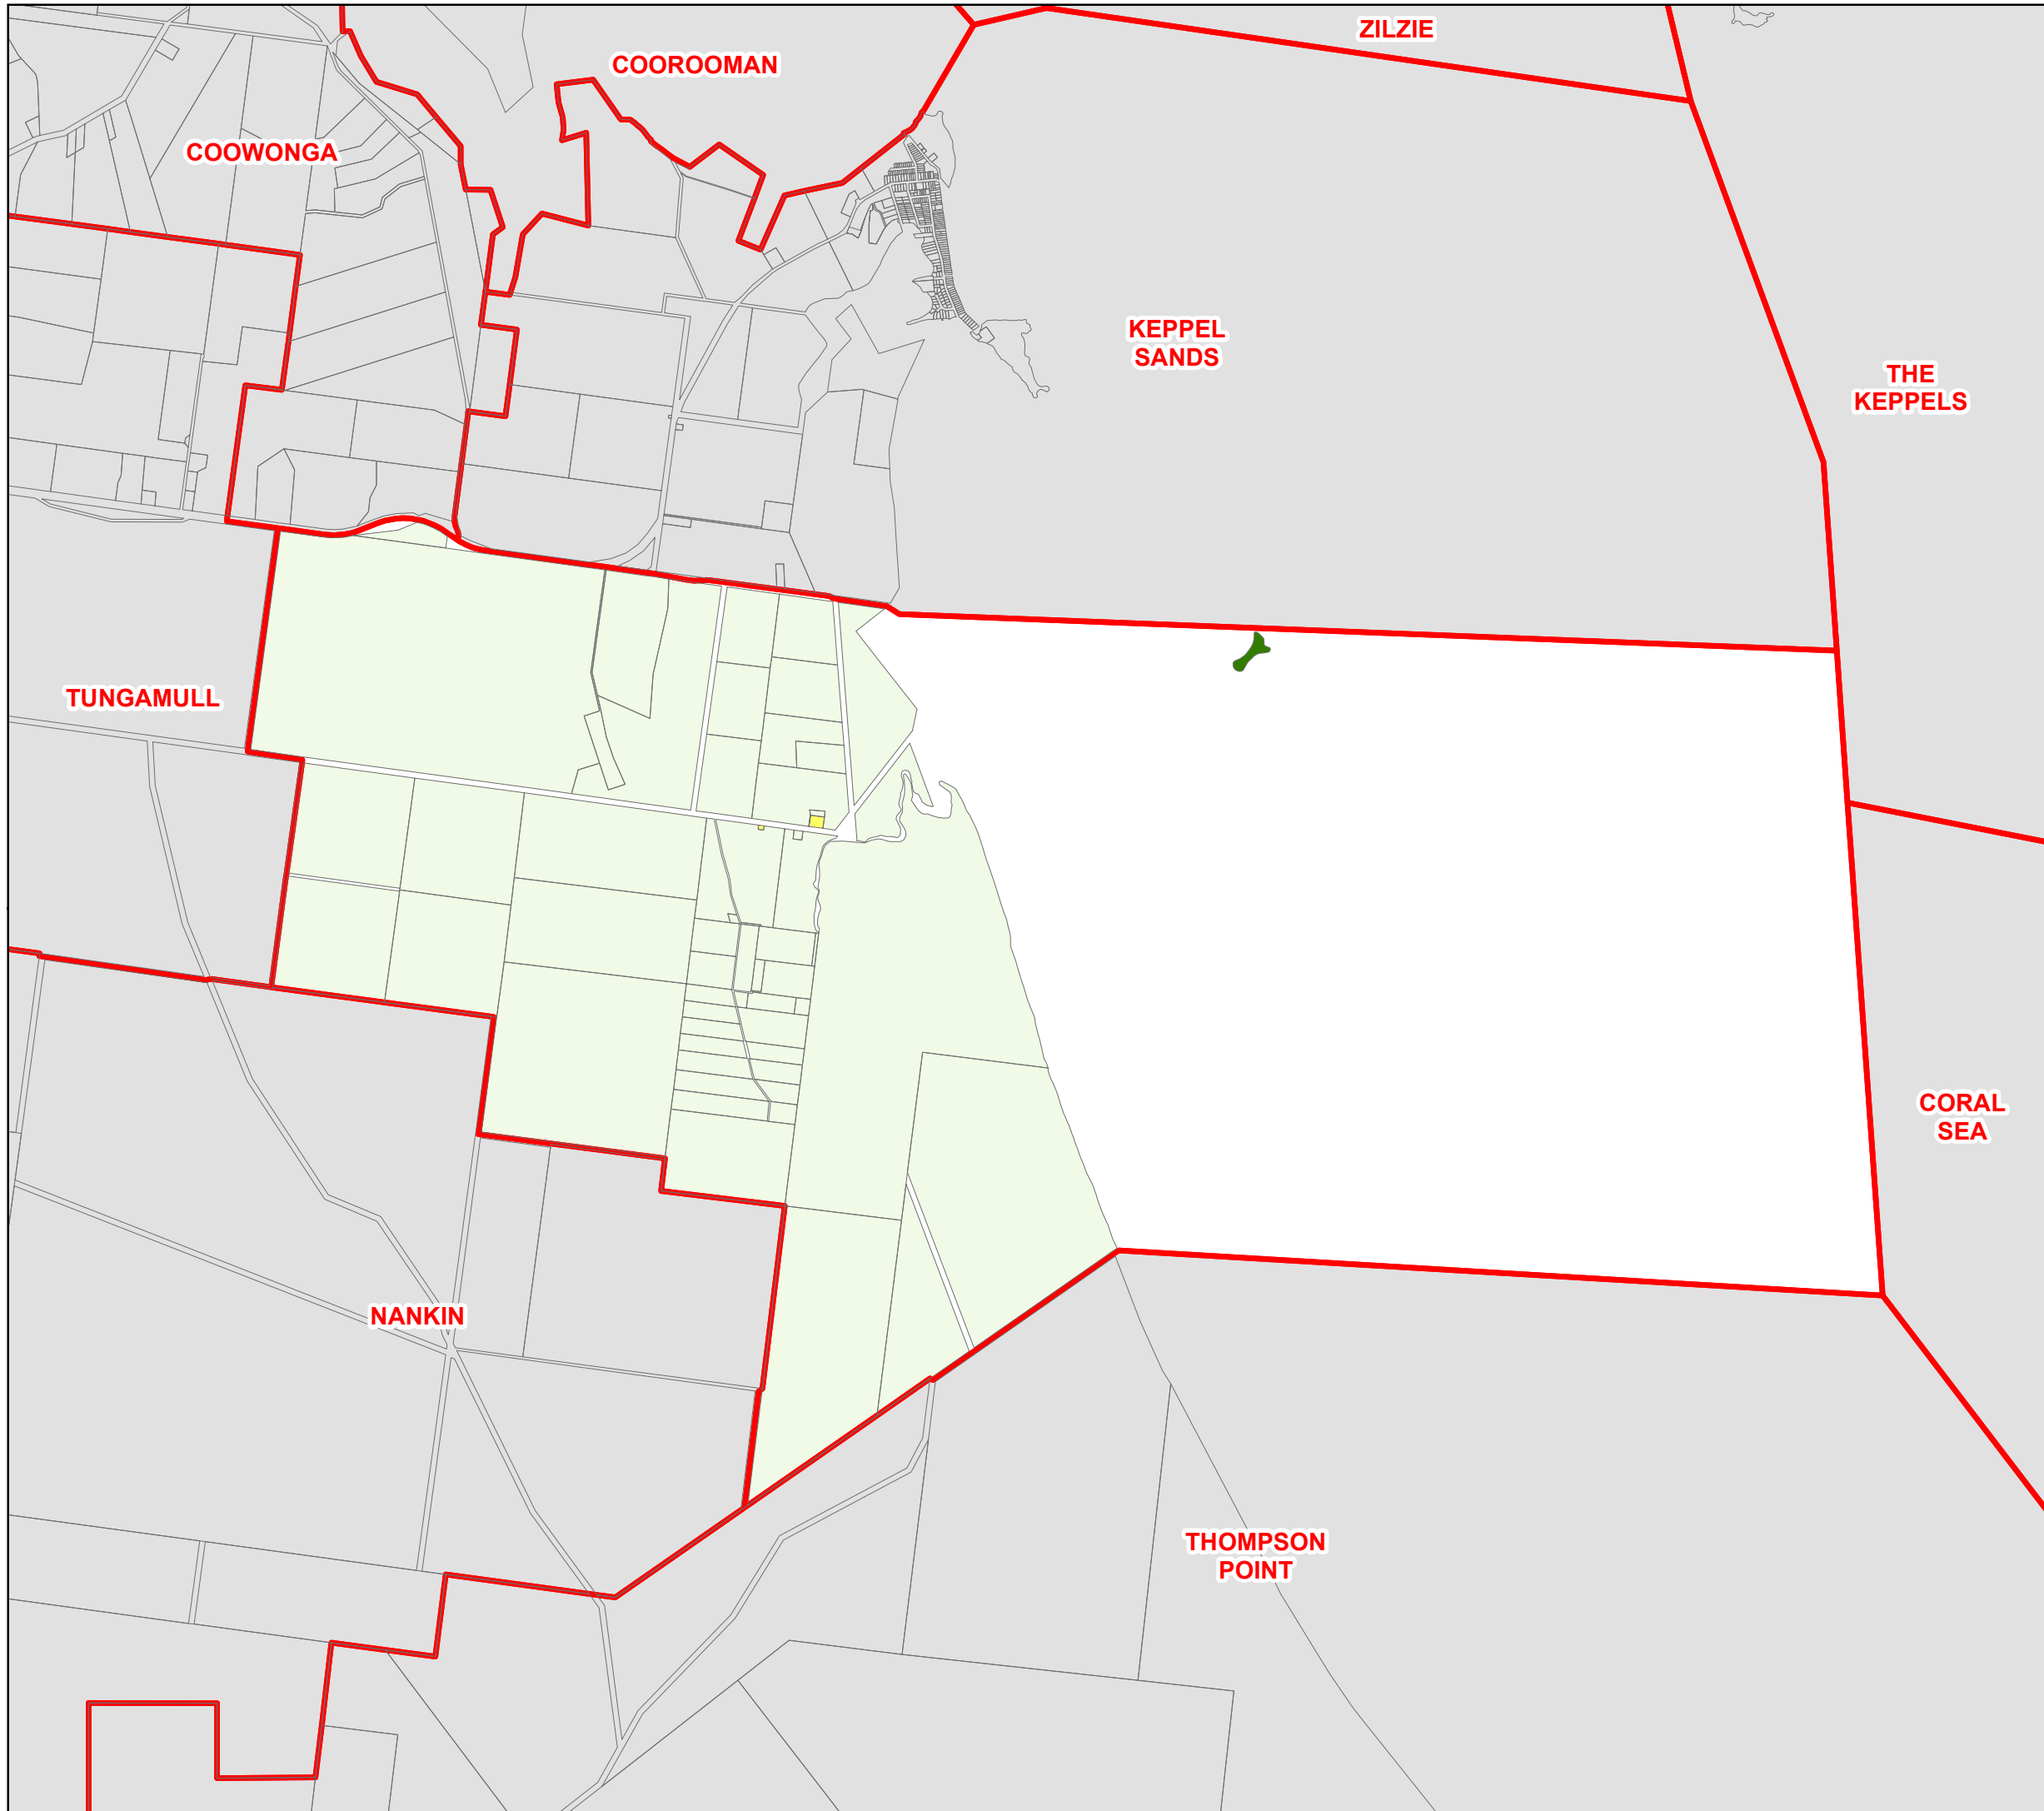 ZILZIE
COOROOMAN
COOWONGA
KEPPEL
SANDS
THE
KEPPELS
TUNGAMULL
CORAL
SEA
NANKIN
THOMPSON
POINT